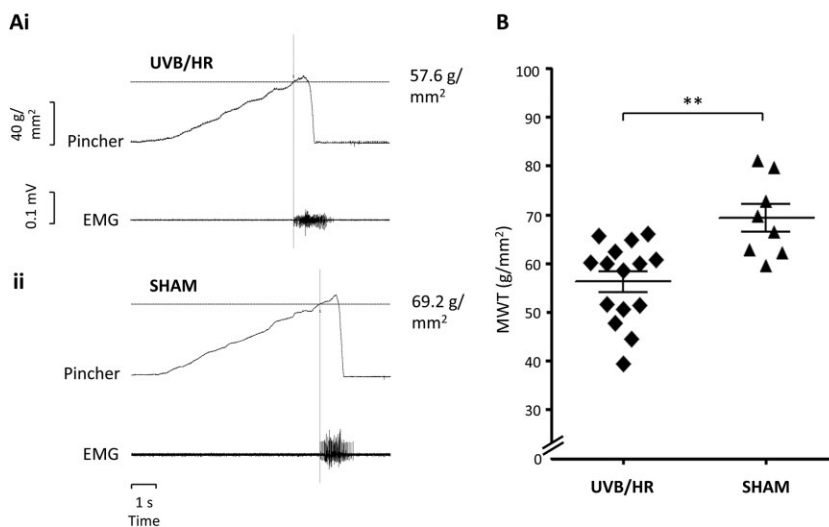 Ai
UVB/HR
57.6 g/
mm²
40 g/
mm²
Pincher
0.1 mV
EMG
ii
SHAM
69.2 g/
mm²
Pincher
EMG
1 s
Time
B
**
MWT (g/mm²)
100
90
80
70
60
50
40
30
0
UVB/HR
SHAM